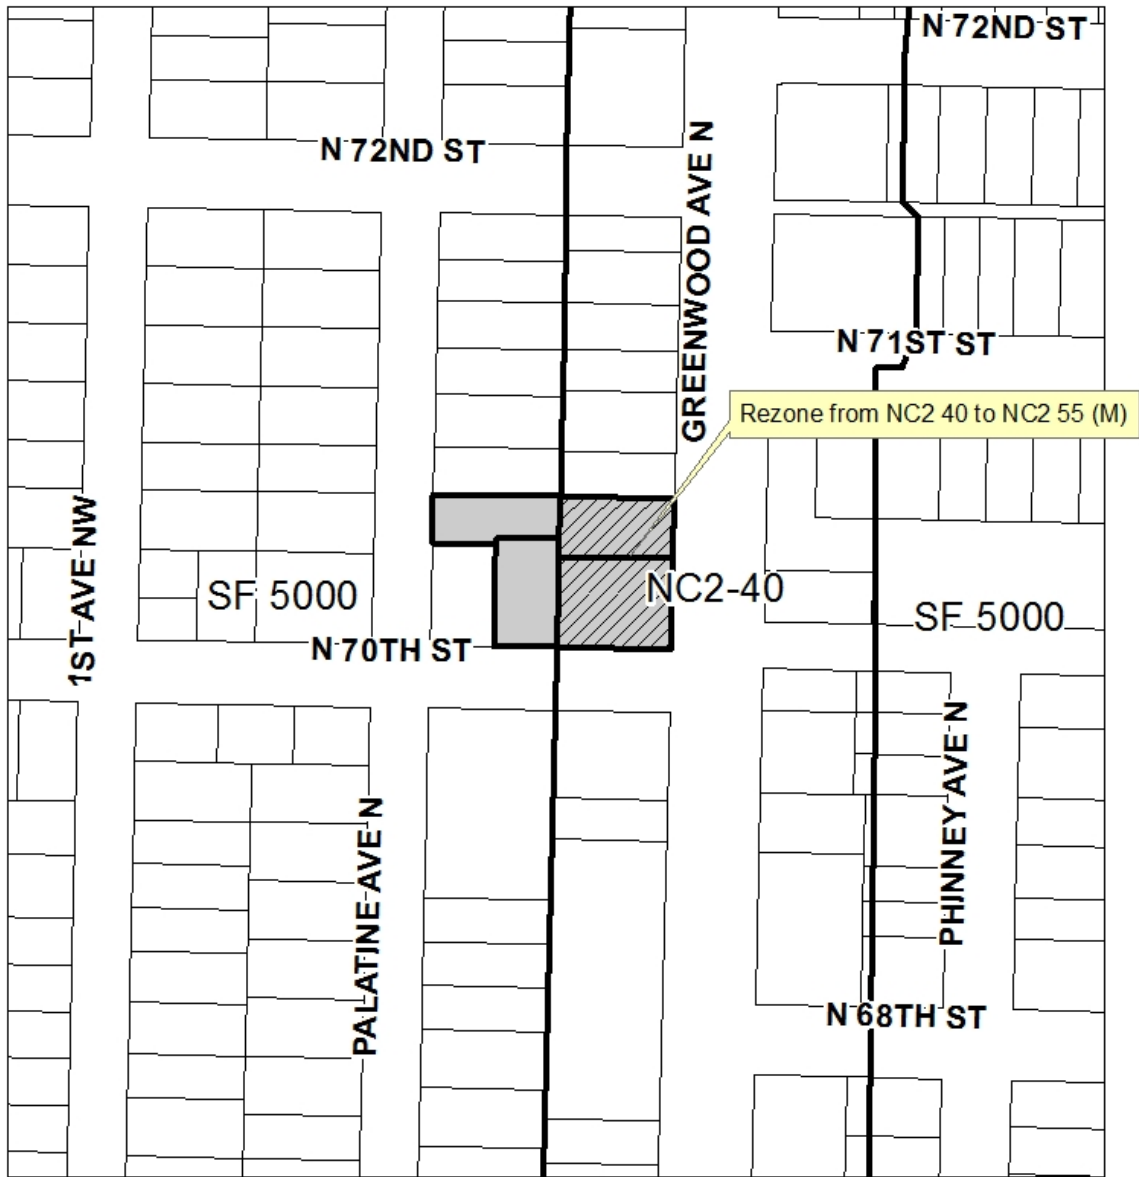 N 72ND ST
N 72ND ST
GREENWOOD AVE N
N 71ST ST
Rezone from NC2 40 to NC2 55 (M)
1ST AVE NW
SF 5000
NC2-40
SF 5000
N 70TH ST
PALATINE AVE N
PHINNEY AVE N
N 68TH ST